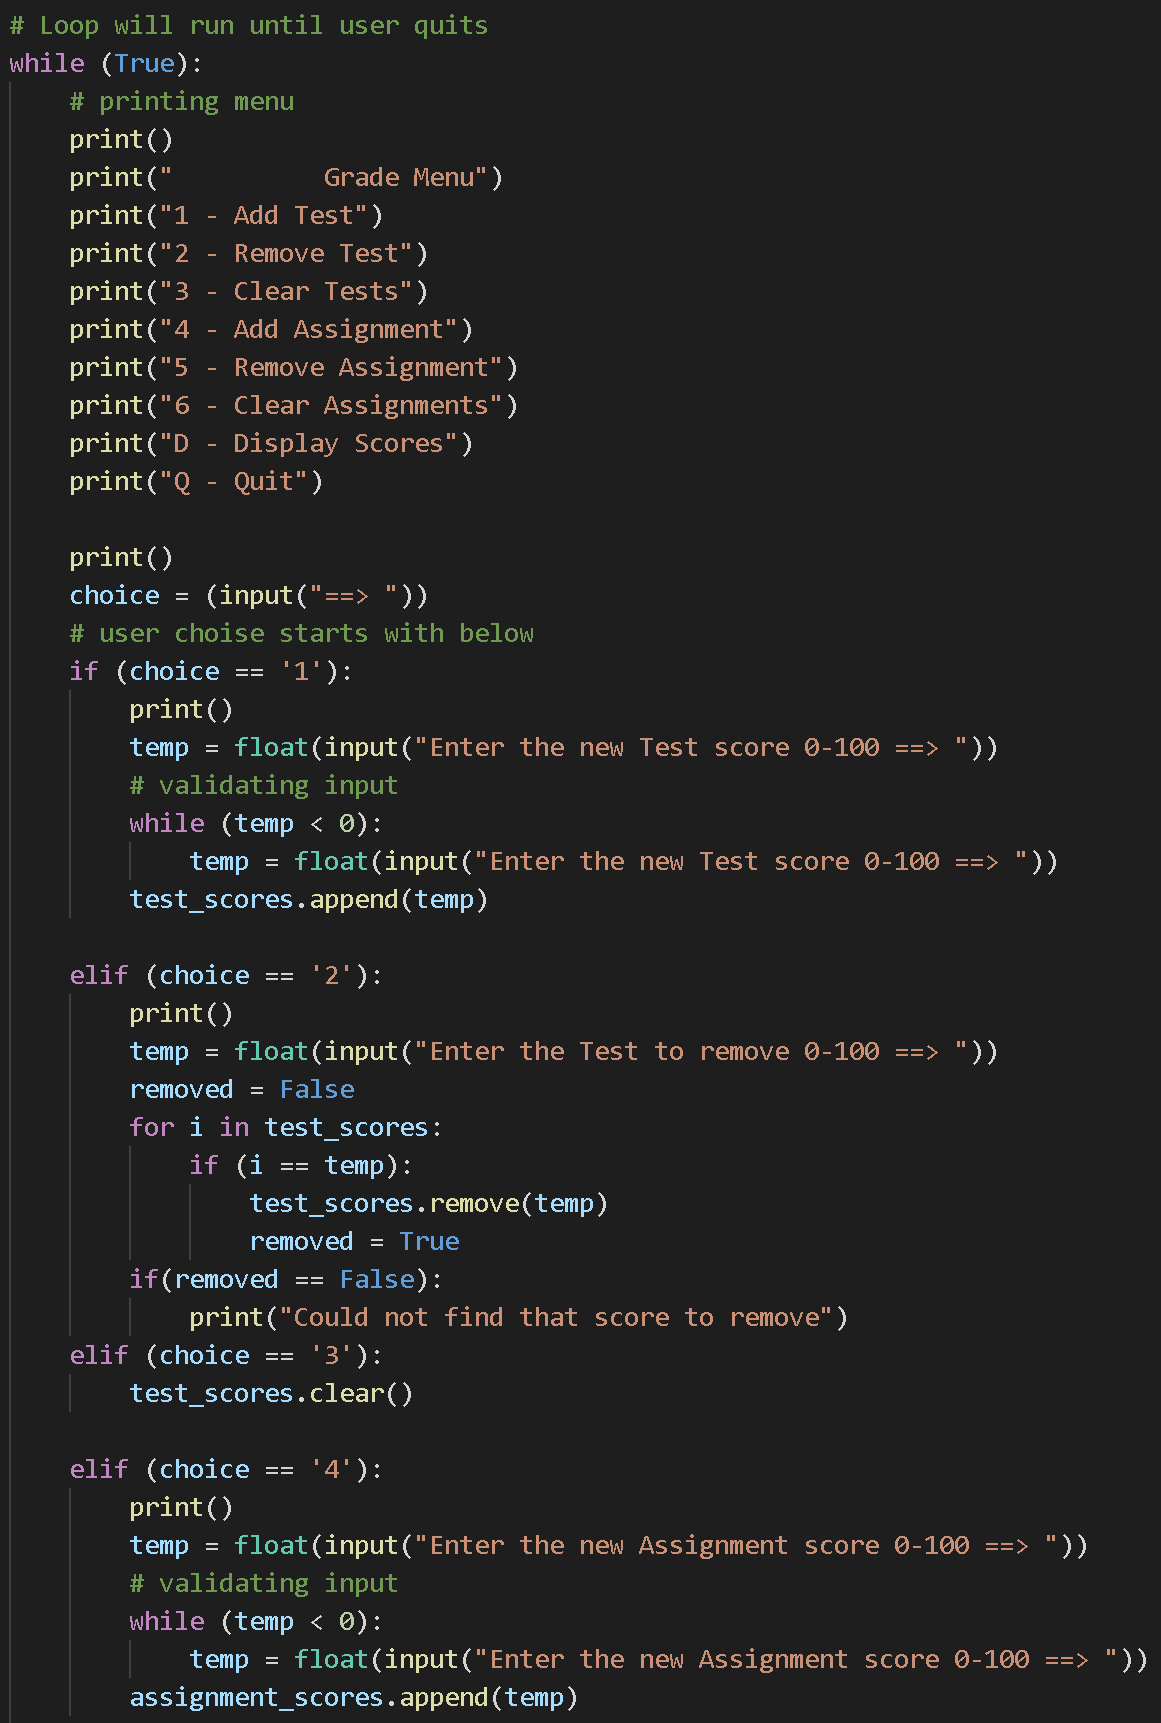 # Loop will run until user quits
while (True):
    # printing menu
    print()
    print("          Grade Menu")
    print("1 - Add Test")
    print("2 - Remove Test")
    print("3 - Clear Tests")
    print("4 - Add Assignment")
    print("5 - Remove Assignment")
    print("6 - Clear Assignments")
    print("D - Display Scores")
    print("Q - Quit")

    print()
    choice = (input("==> "))
    # user choise starts with below
    if (choice == '1'):
        print()
        temp = float(input("Enter the new Test score 0-100 ==> "))
        # validating input
        while (temp < 0):
            temp = float(input("Enter the new Test score 0-100 ==> "))
        test_scores.append(temp)

    elif (choice == '2'):
        print()
        temp = float(input("Enter the Test to remove 0-100 ==> "))
        removed = False
        for i in test_scores:
            if (i == temp):
                test_scores.remove(temp)
                removed = True
        if(removed == False):
            print("Could not find that score to remove")
    elif (choice == '3'):
        test_scores.clear()

    elif (choice == '4'):
        print()
        temp = float(input("Enter the new Assignment score 0-100 ==> "))
        # validating input
        while (temp < 0):
            temp = float(input("Enter the new Assignment score 0-100 ==> "))
        assignment_scores.append(temp)